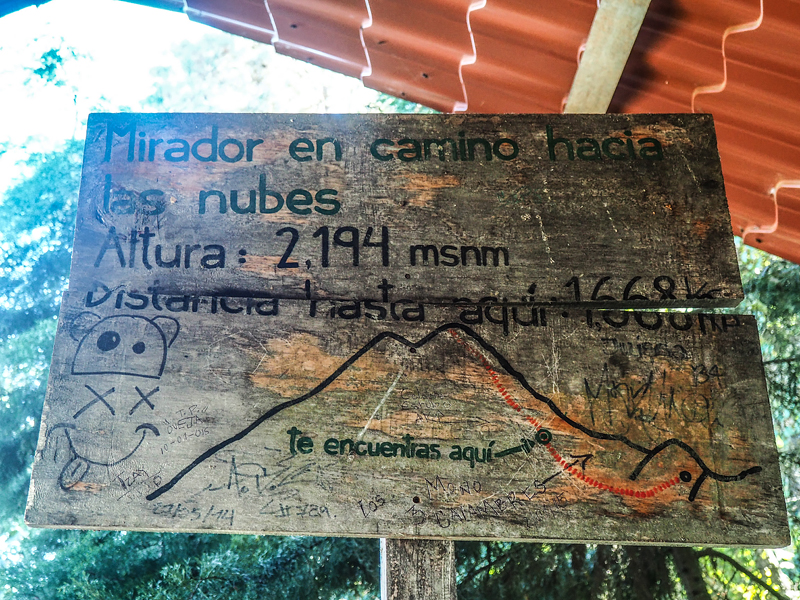 Mirador en camino hacia
las nubes
Altura: 2,194 msnm
Distancia hasta aquí: 1,668 km.
te encuentras aquí